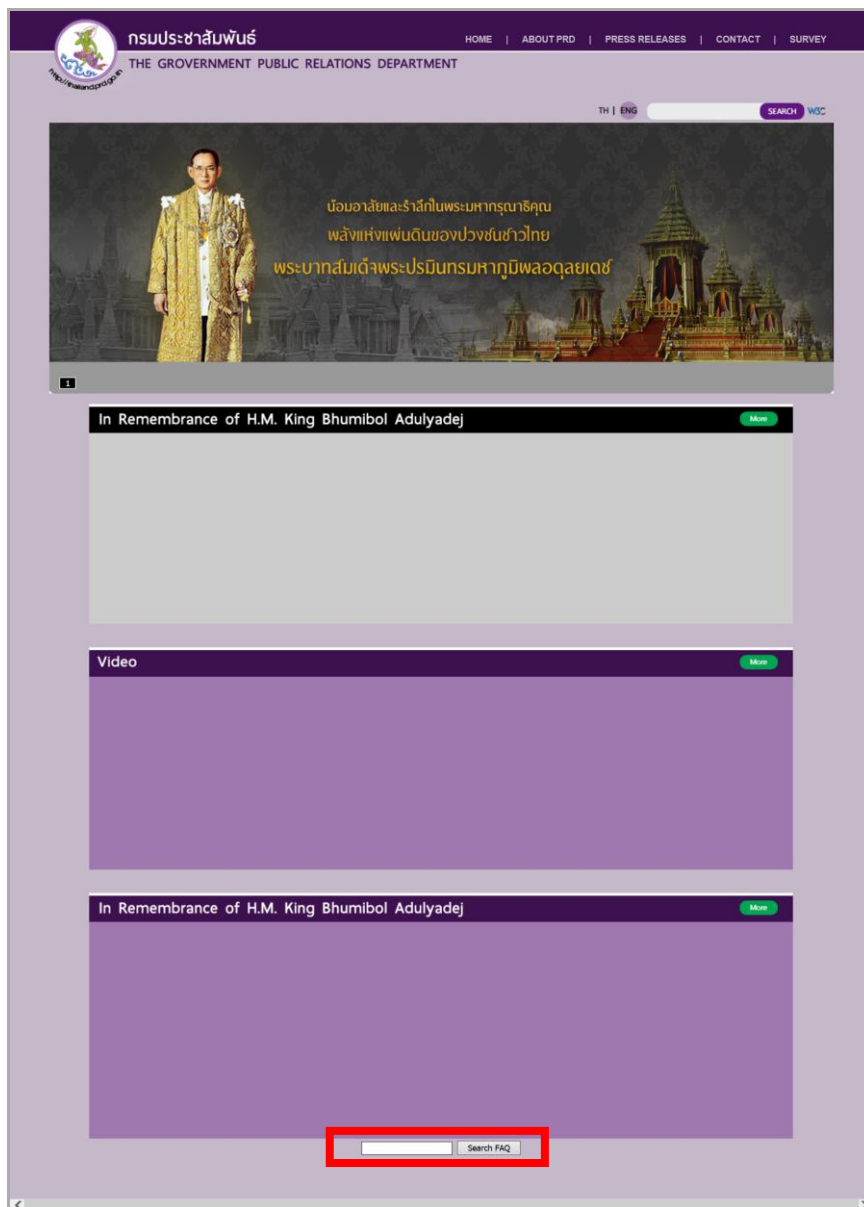 กรมประชาสัมพันธ์
HOME | ABOUT PRD | PRESS RELEASES | CONTACT | SURVEY
THE GROVERNMENT PUBLIC RELATIONS DEPARTMENT
http://thailand.prd.go.th
TH | ENG SEARCH W3C
น้อมอาลัยและรำลึกในพระมหากรุณาธิคุณ
พลังแห่งแผ่นดินของปวงชนชาวไทย
พระบาทสมเด็จพระปรมินทรมหาภูมิพลอดุลยเดช
1
In Remembrance of H.M. King Bhumibol Adulyadej More
Video More
In Remembrance of H.M. King Bhumibol Adulyadej More
Search FAQ